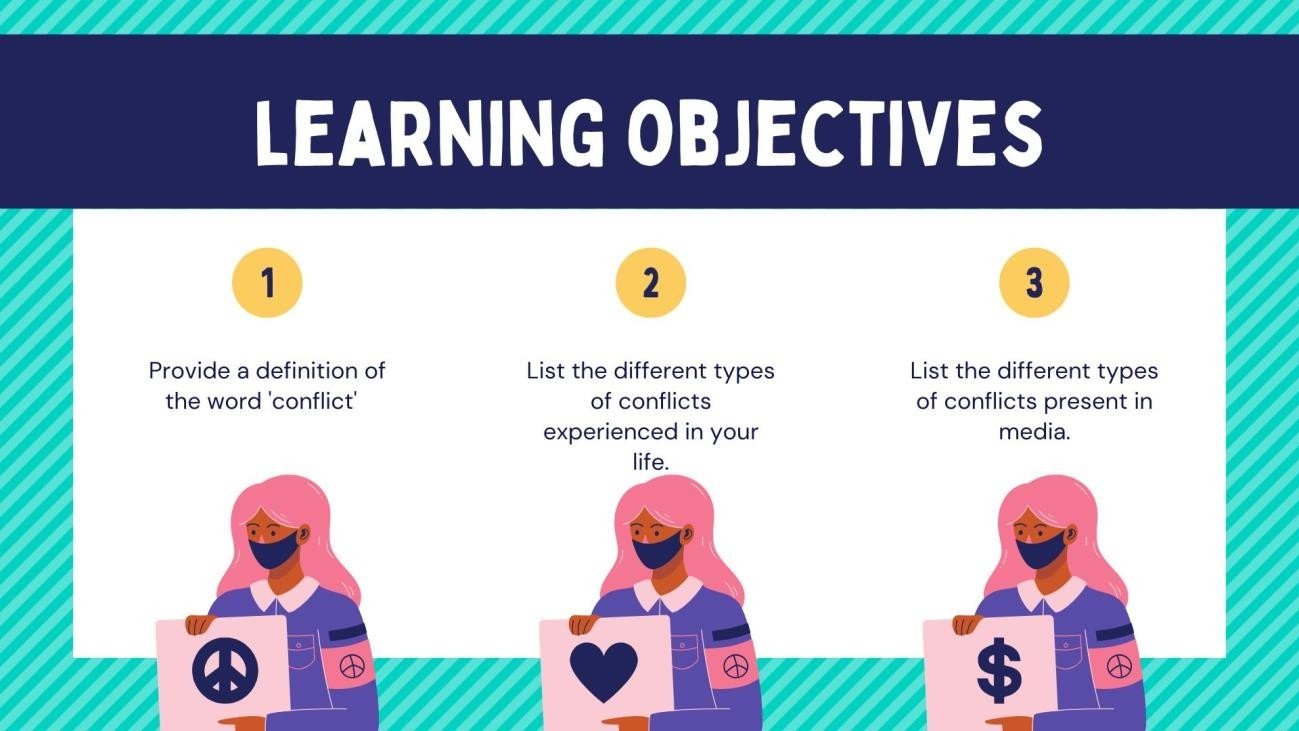 LEARNING OBJECTIVES
1
Provide a definition of
the word 'conflict'
2
List the different types
of conflicts
experienced in your
life.
3
List the different types
of conflicts present in
media.
$